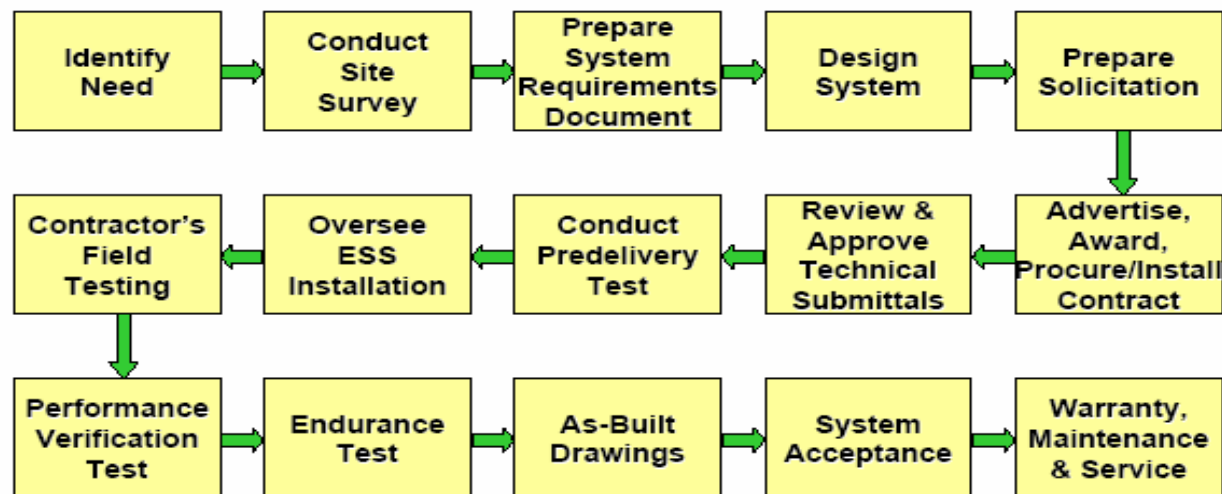 Identify
Need
Conduct
Site
Survey
Prepare
System
Requirements
Document
Design
System
Prepare
Solicitation
Contractor's
Field
Testing
Oversee
ESS
Installation
Conduct
Predelivery
Test
Review &
Approve
Technical
Submittals
Advertise,
Award,
Procure/Install
Contract
Performance
Verification
Test
Endurance
Test
As-Built
Drawings
System
Acceptance
Warranty,
Maintenance
& Service